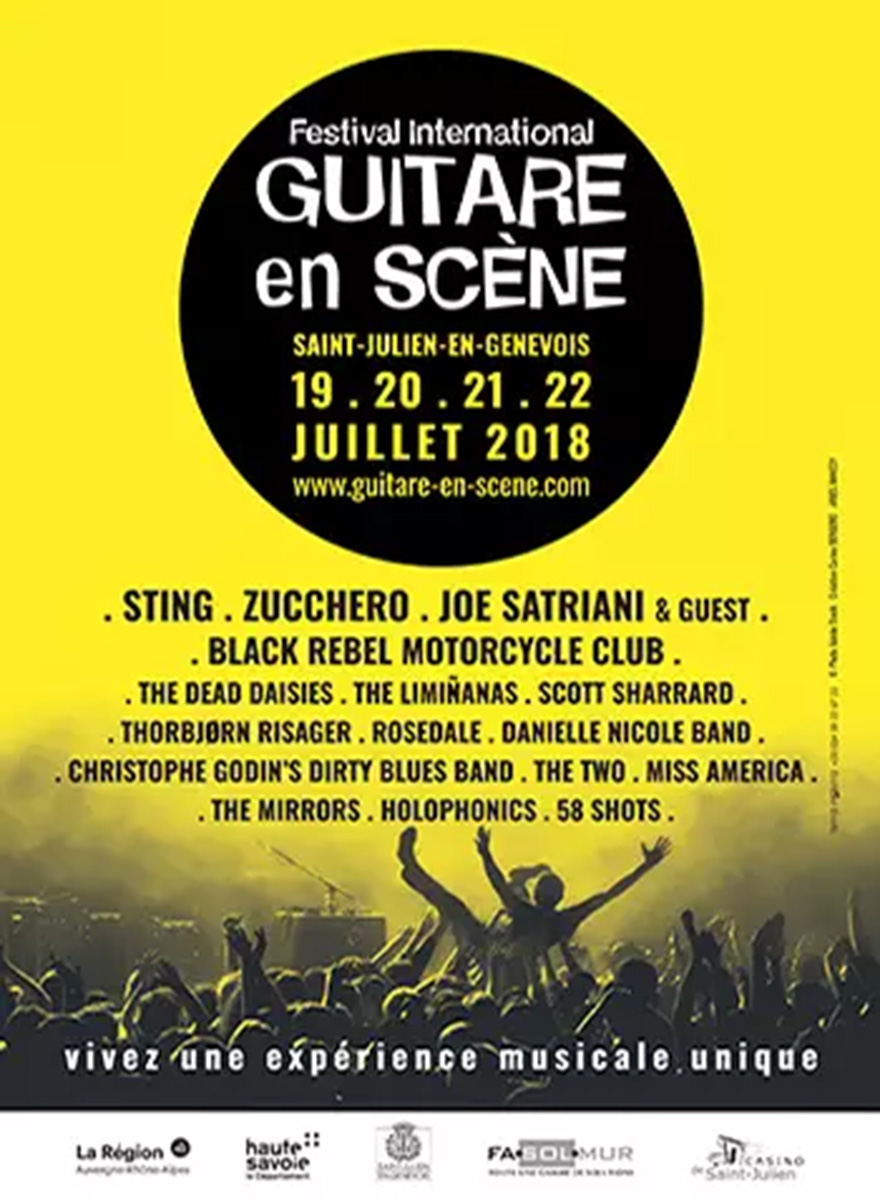 Festival International
GUITARE
en SCÈNE
SAINT-JULIEN-EN-GENEVOIS
19 . 20 . 21 . 22
JUILLET 2018
www.guitare-en-scene.com
. STING . ZUCCHERO . JOE SATRIANI & GUEST .
. BLACK REBEL MOTORCYCLE CLUB .
. THE DEAD DAISIES . THE LIMIÑANAS . SCOTT SHARRARD .
. THORBJØRN RISAGER . ROSEDALE . DANIELLE NICOLE BAND .
. CHRISTOPHE GODIN'S DIRTY BLUES BAND . THE TWO . MISS AMERICA .
. THE MIRRORS . HOLOPHONICS . 58 SHOTS .
vivez une expérience musicale unique
La Région
Auvergne-Rhône-Alpes
haute
savoie
le Département
FA•SOL•MUR
CASINO
de Saint-Julien